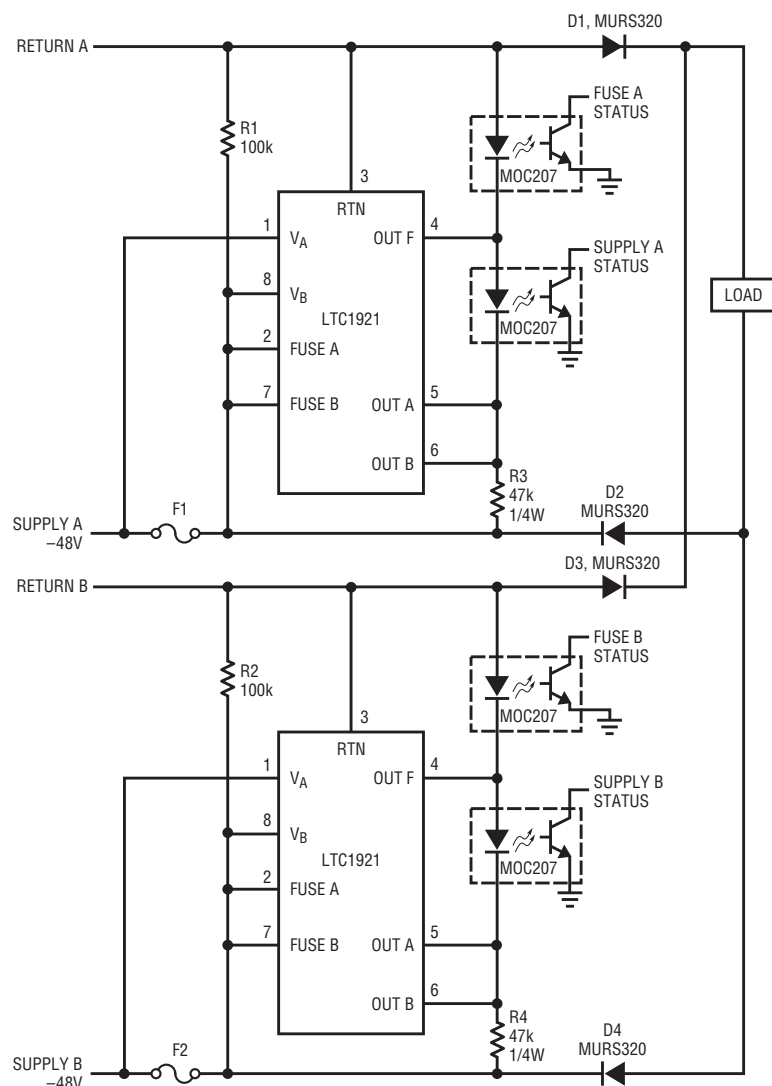 D1, MURS320
RETURN A
FUSE A
STATUS
R1
100k
MOC207
3
RTN
1
VA
OUT F
4
SUPPLY A
STATUS
8
VB
MOC207
LOAD
LTC1921
2
FUSE A
7
FUSE B
OUT A
5
OUT B
6
R3
47k
1/4W
F1
D2
MURS320
SUPPLY A
–48V
D3, MURS320
RETURN B
FUSE B
STATUS
R2
100k
MOC207
3
RTN
1
VA
OUT F
4
SUPPLY B
STATUS
8
VB
MOC207
LTC1921
2
FUSE A
7
FUSE B
OUT A
5
OUT B
6
R4
47k
1/4W
F2
D4
MURS320
SUPPLY B
–48V